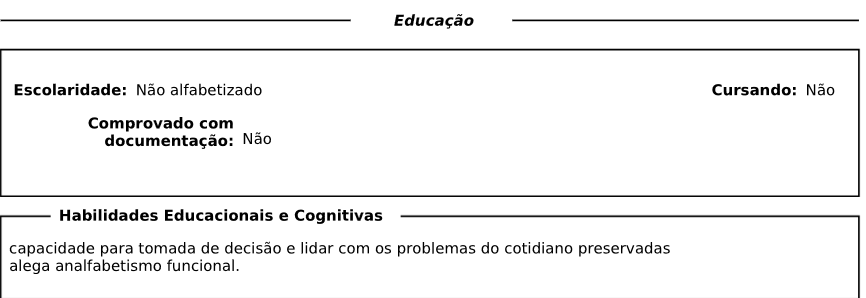 Educação
Escolaridade: Não alfabetizado Cursando: Não
Comprovado com
documentação: Não
Habilidades Educacionais e Cognitivas
capacidade para tomada de decisão e lidar com os problemas do cotidiano preservadas
alega analfabetismo funcional.